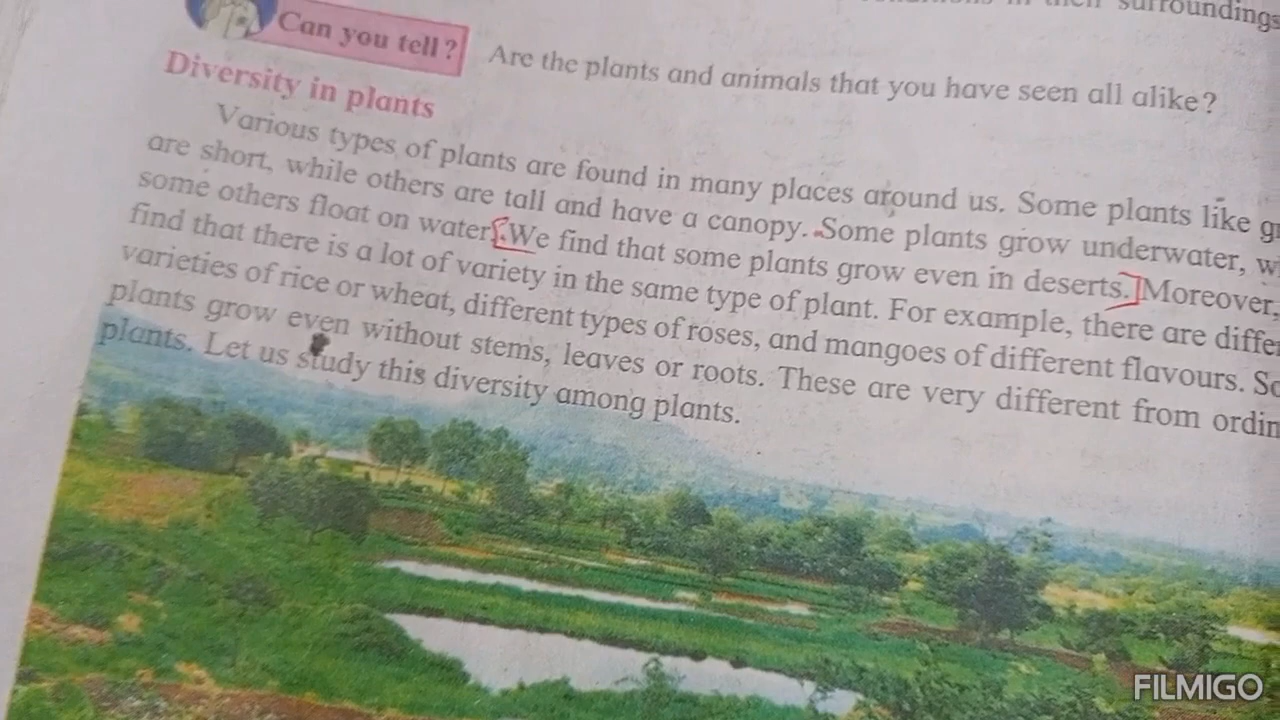 surroundings
Can you tell? Are the plants and animals that you have seen all alike?
Diversity in plants
Various types of plants are found in many places around us. Some plants like
are short, while others are tall and have a canopy. Some plants grow underwater,
some others float on water. We find that some plants grow even in deserts. Moreover,
find that there is a lot of variety in the same type of plant. For example, there are
varieties of rice or wheat, different types of roses, and mangoes of different flavours.
plants grow even without stems, leaves or roots. These are very different from
plants. Let us study this diversity among plants.
FILMIGO